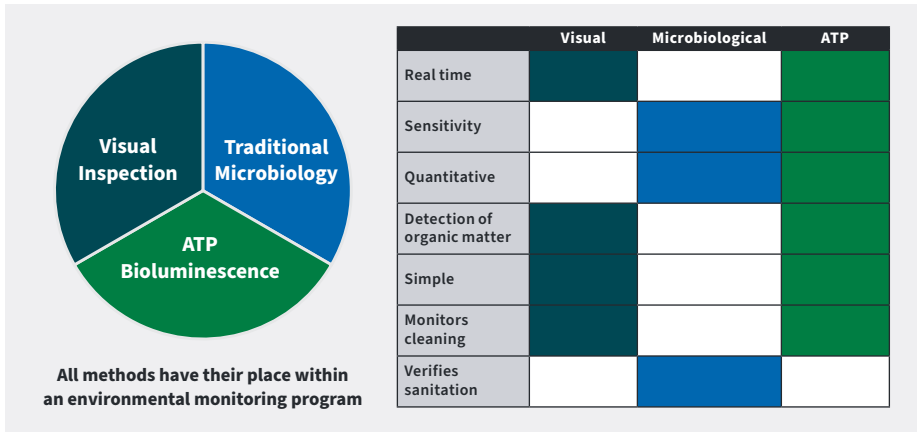 Visual
Inspection
Traditional
Microbiology
ATP
Bioluminescence
All methods have their place within
an environmental monitoring program
Visual Microbiological ATP
Real time
Sensitivity
Quantitative
Detection of
organic matter
Simple
Monitors
cleaning
Verifies
sanitation